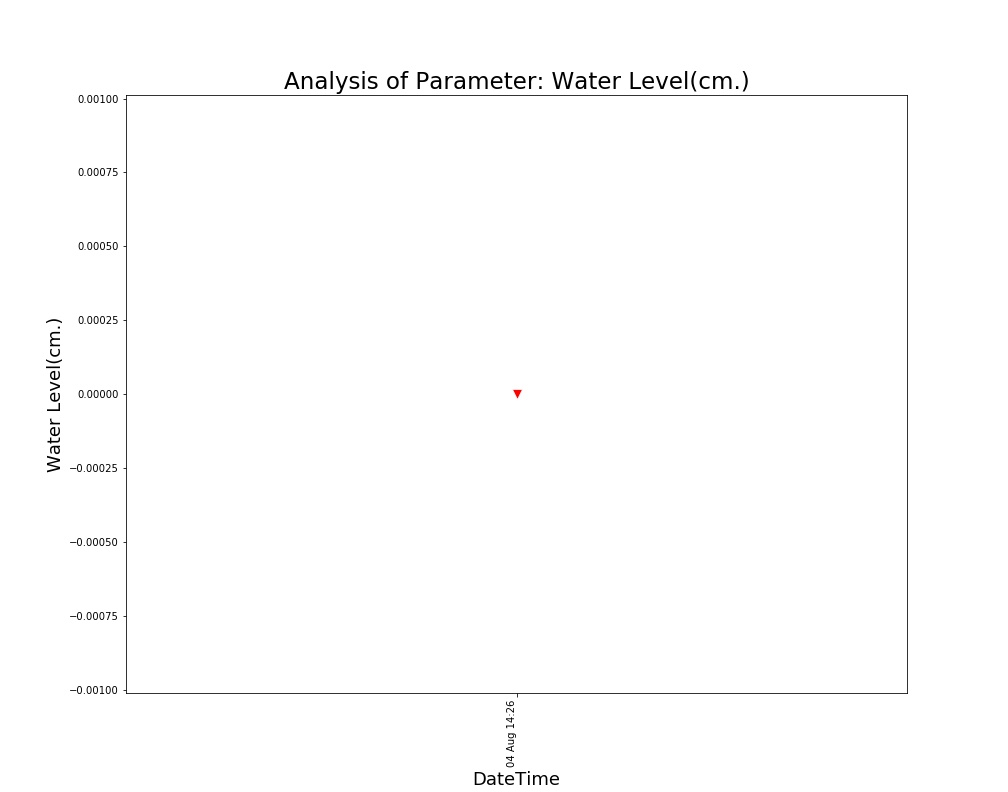 Analysis of Parameter: Water Level(cm.)
0.00100
0.00075
0.00050
0.00025
0.00000
−0.00025
−0.00050
−0.00075
−0.00100
Water Level(cm.)
04 Aug 14:26
DateTime